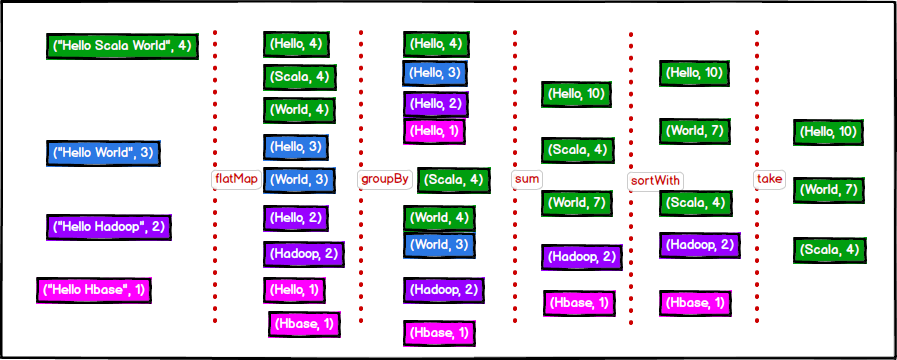 ("Hello Scala World", 4)
("Hello World", 3)
("Hello Hadoop", 2)
("Hello Hbase", 1)
flatMap
(Hello, 4)
(Scala, 4)
(World, 4)
(Hello, 3)
(World, 3)
(Hello, 2)
(Hadoop, 2)
(Hello, 1)
(Hbase, 1)
groupBy
(Hello, 4)
(Hello, 3)
(Hello, 2)
(Hello, 1)
(Scala, 4)
(World, 4)
(World, 3)
(Hadoop, 2)
(Hbase, 1)
sum
(Hello, 10)
(Scala, 4)
(World, 7)
(Hadoop, 2)
(Hbase, 1)
sortWith
(Hello, 10)
(World, 7)
(Scala, 4)
(Hadoop, 2)
(Hbase, 1)
take
(Hello, 10)
(World, 7)
(Scala, 4)